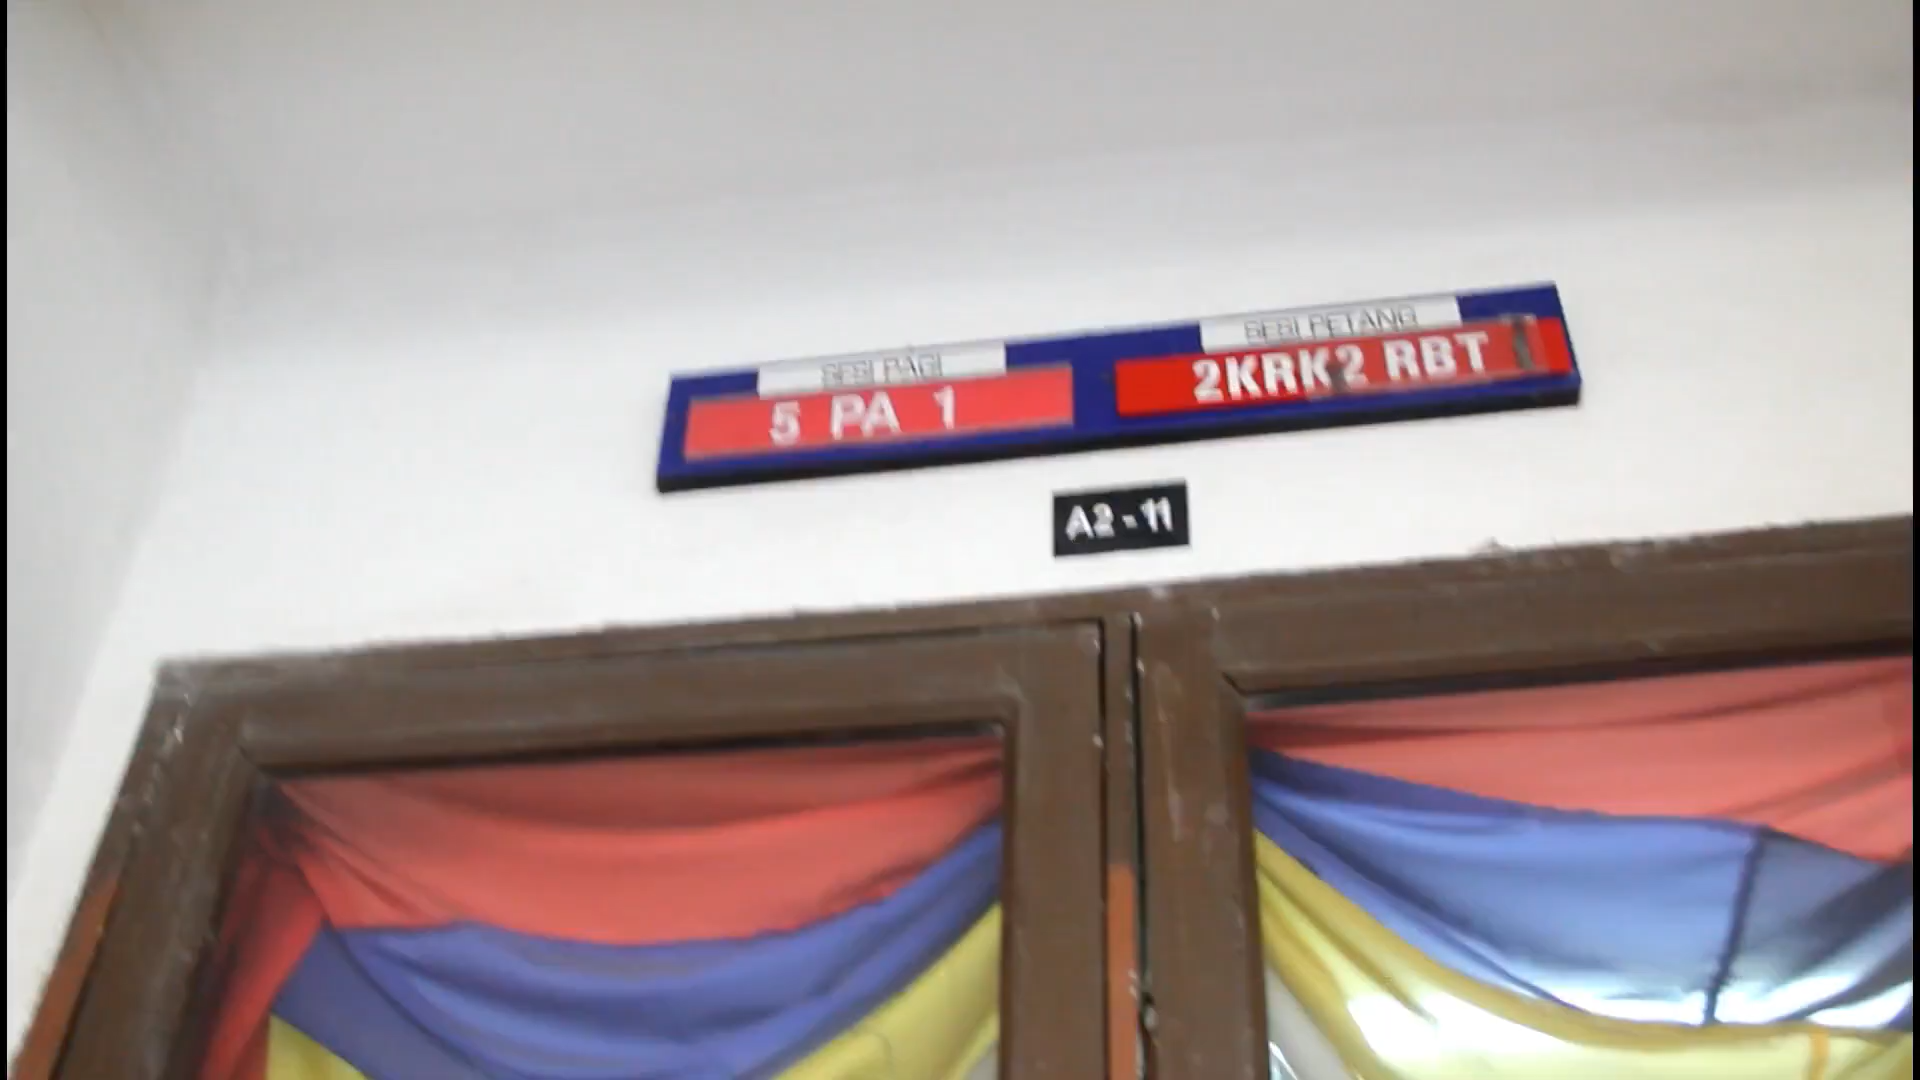 SESI PAGI
5 PA 1
SESI PETANG
2KRK2 RBT
A2-11